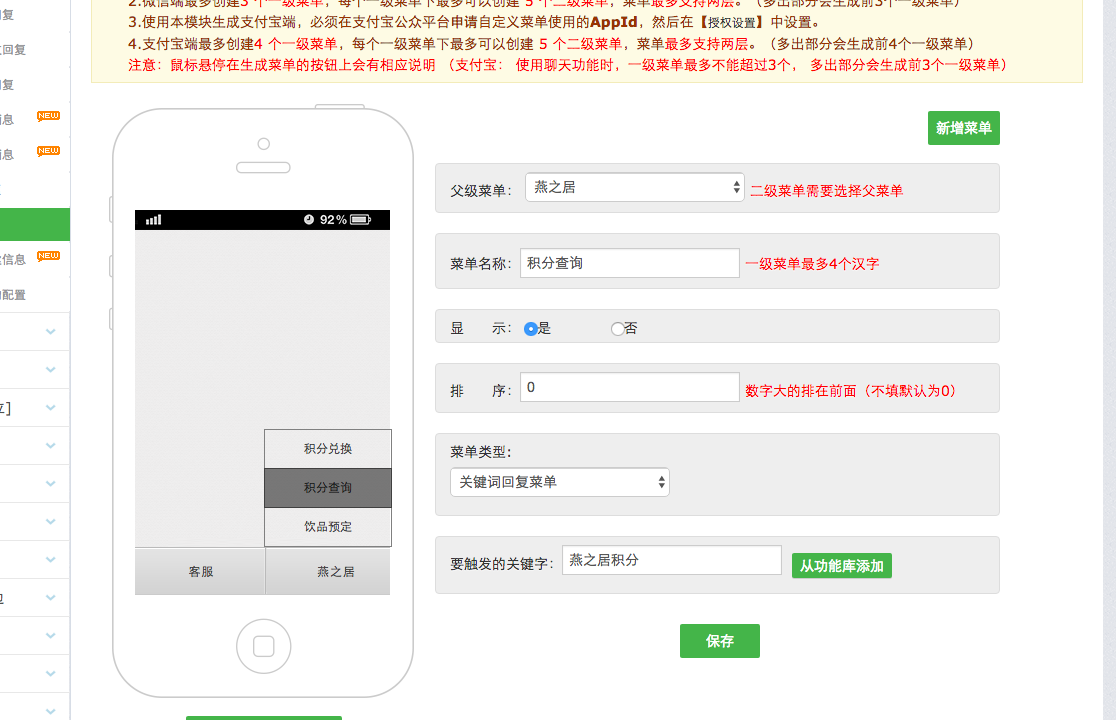 2.微信端最多创建3 个一级菜单，每个一级菜单下最多可以创建 5 个二级菜单，菜单最多支持两层。（多出部分会生成前3个一级菜单）
3.使用本模块生成支付宝端，必须在支付宝公众平台申请自定义菜单使用的AppId，然后在【授权设置】中设置。
4.支付宝端最多创建4 个一级菜单，每个一级菜单下最多可以创建 5 个二级菜单，菜单最多支持两层。（多出部分会生成前4个一级菜单）
注意：鼠标悬停在生成菜单的按钮上会有相应说明 （支付宝： 使用聊天功能时，一级菜单最多不能超过3个， 多出部分会生成前3个一级菜单）
复
回复
复
息 NEW
息 NEW
信息 NEW
配置
新增菜单
父级菜单： 燕之居 二级菜单需要选择父菜单
92%
菜单名称： 积分查询 一级菜单最多4个汉字
显 示： 是 否
排 序： 0 数字大的排在前面（不填默认为0）
菜单类型:
关键词回复菜单
积分兑换
积分查询
饮品预定
客服 燕之居
要触发的关键字： 燕之居积分 从功能库添加
保存